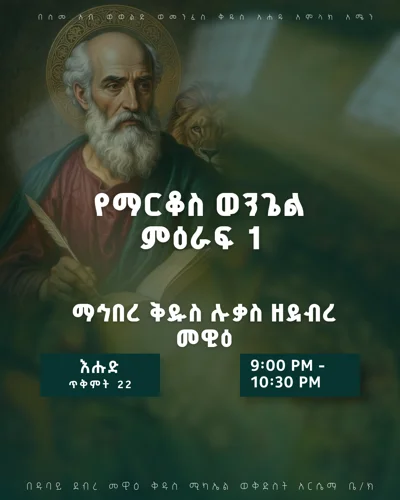 በስመ አብ ወወልድ ወመንፈስ ቅዱስ አሐዱ አምላክ አሜን
የማርቆስ ወንጌል
ምዕራፍ 1
ማኅበረ ቅዱስ ሉቃስ ዘደብረ
መዊዕ
እሑድ
ጥቅምት 22
9:00 PM -
10:30 PM
በዱባይ ደብረ መዊዕ ቅዱስ ሚካኤል ወቅድስት አርሴማ ቤ/ክ